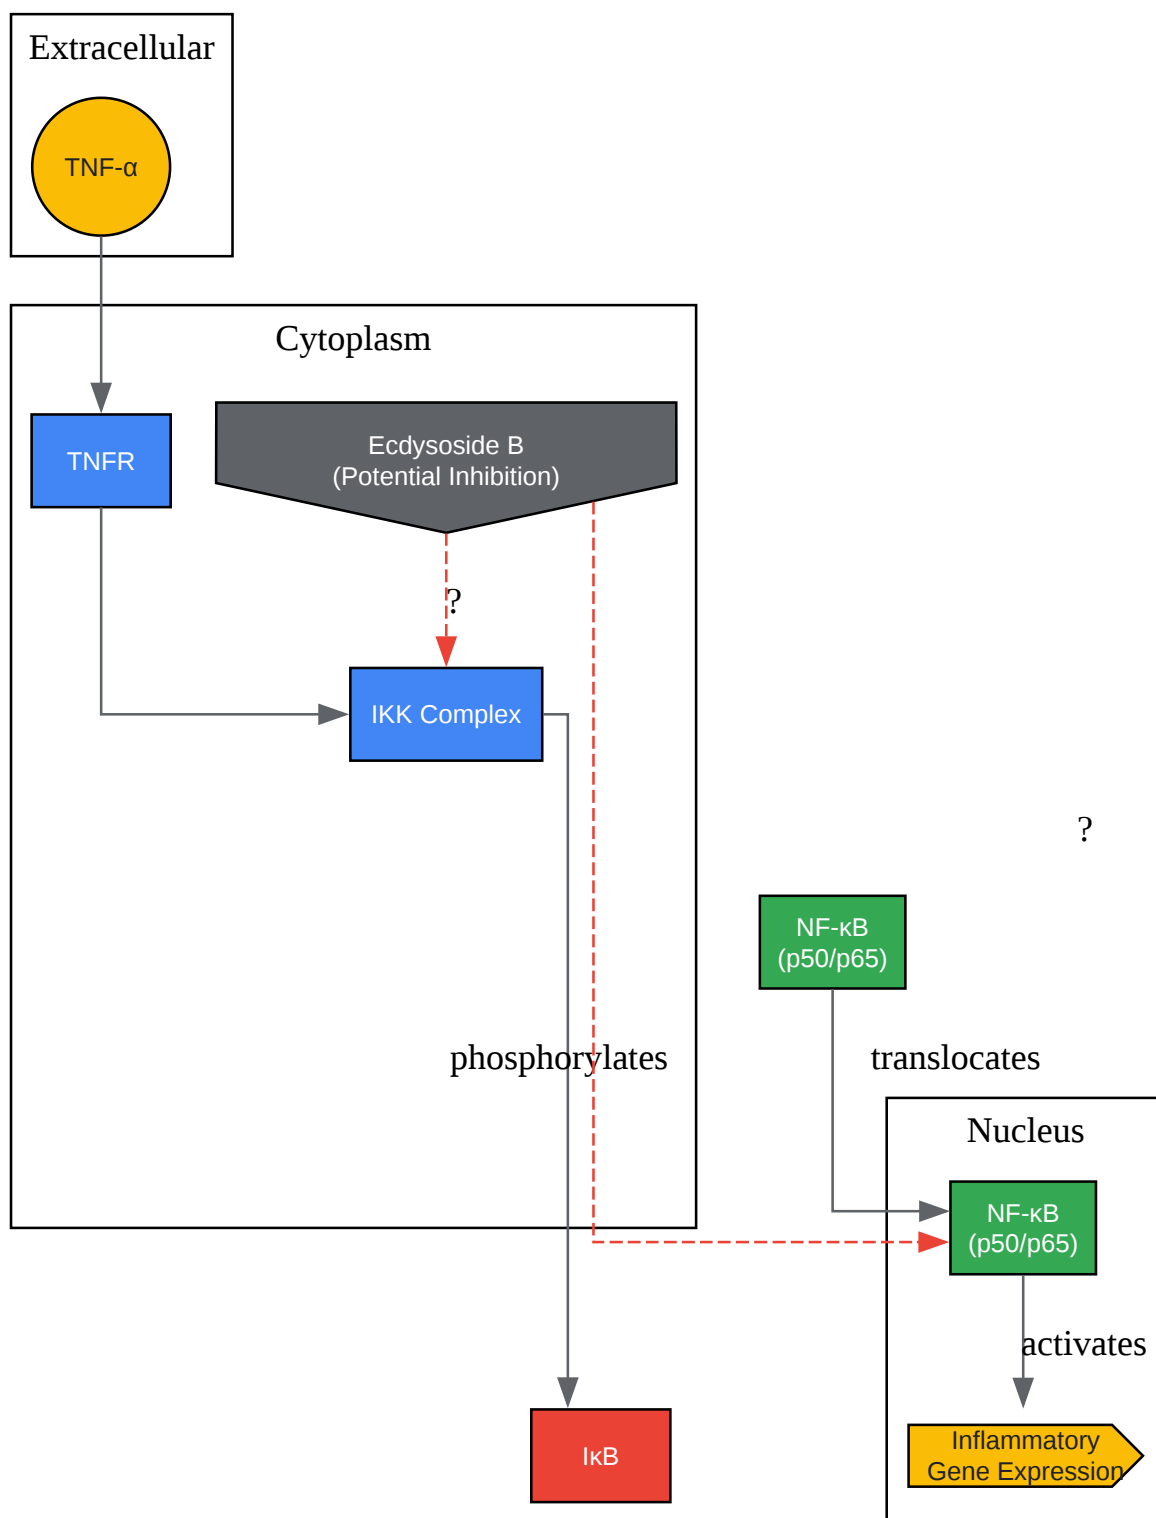 Extracellular
TNF-α
Cytoplasm
TNFR
Ecdysoside B
(Potential Inhibition)
?
IKK Complex
?
NF-κB
(p50/p65)
phosphorylates
translocates
Nucleus
NF-κB
(p50/p65)
activates
IκB
Inflammatory
Gene Expression